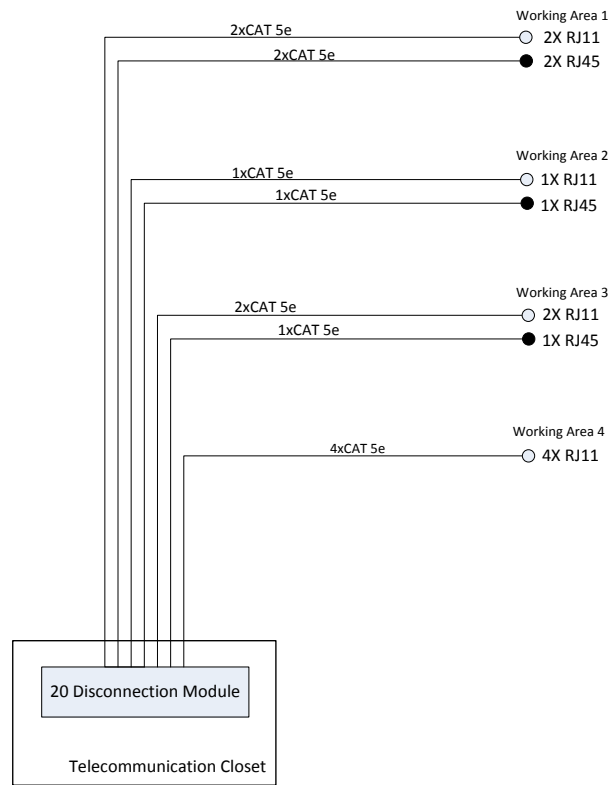 Working Area 1
2xCAT 5e
2X RJ11
2xCAT 5e
2X RJ45
Working Area 2
1xCAT 5e
1X RJ11
1xCAT 5e
1X RJ45
Working Area 3
2xCAT 5e
2X RJ11
1xCAT 5e
1X RJ45
Working Area 4
4xCAT 5e
4X RJ11
20 Disconnection Module
Telecommunication Closet